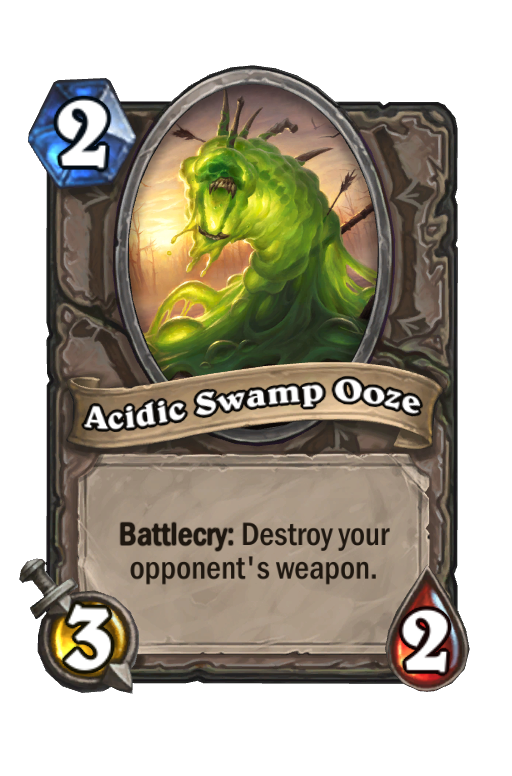 2
Acidic Swamp Ooze
Battlecry: Destroy your
opponent's weapon.
3
2